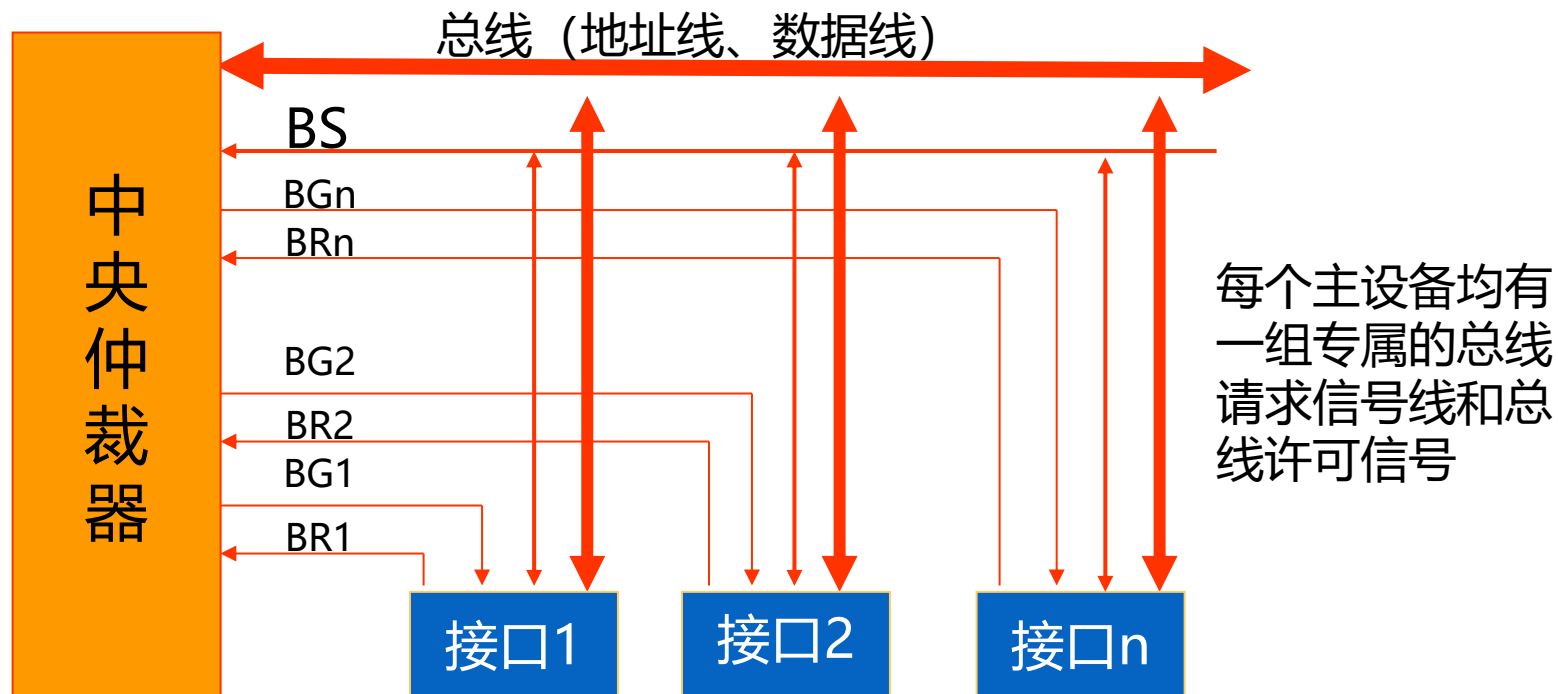 总线（地址线、数据线）
BS
BGn
BRn
BG2
BR2
BG1
BR1
中
央
仲
裁
器
每个主设备均有
一组专属的总线
请求信号线和总
线许可信号
接口1
接口2
接口n